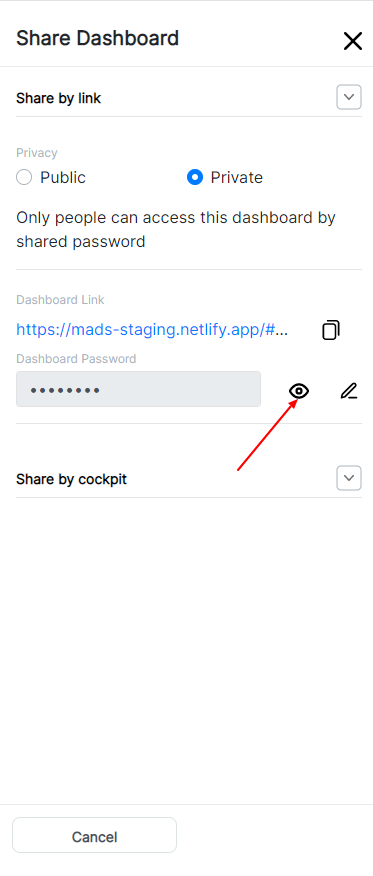 Share Dashboard
Share by link
Privacy
Public Private
Only people can access this dashboard by
shared password
Dashboard Link
https://mads-staging.netlify.app/#...
Dashboard Password
••••••••
Share by cockpit
Cancel